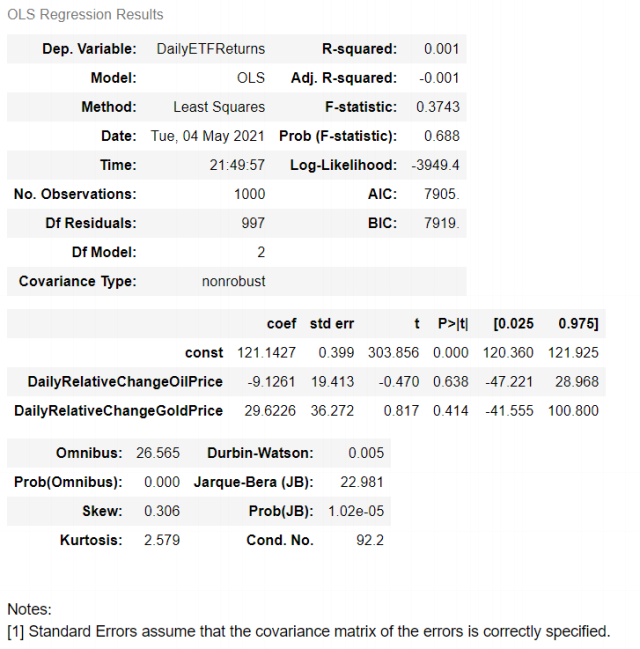 OLS Regression Results
Dep. Variable: DailyETFReturns R-squared: 0.001
Model: OLS Adj. R-squared: -0.001
Method: Least Squares F-statistic: 0.3743
Date: Tue, 04 May 2021 Prob (F-statistic): 0.688
Time: 21:49:57 Log-Likelihood: -3949.4
No. Observations: 1000 AIC: 7905.
Df Residuals: 997 BIC: 7919.
Df Model: 2
Covariance Type: nonrobust
coef std err t P>|t| [0.025 0.975]
const 121.1427 0.399 303.856 0.000 120.360 121.925
DailyRelativeChangeOilPrice -9.1261 19.413 -0.470 0.638 -47.221 28.968
DailyRelativeChangeGoldPrice 29.6226 36.272 0.817 0.414 -41.555 100.800
Omnibus: 26.565 Durbin-Watson: 0.005
Prob(Omnibus): 0.000 Jarque-Bera (JB): 22.981
Skew: 0.306 Prob(JB): 1.02e-05
Kurtosis: 2.579 Cond. No. 92.2
Notes:
[1] Standard Errors assume that the covariance matrix of the errors is correctly specified.